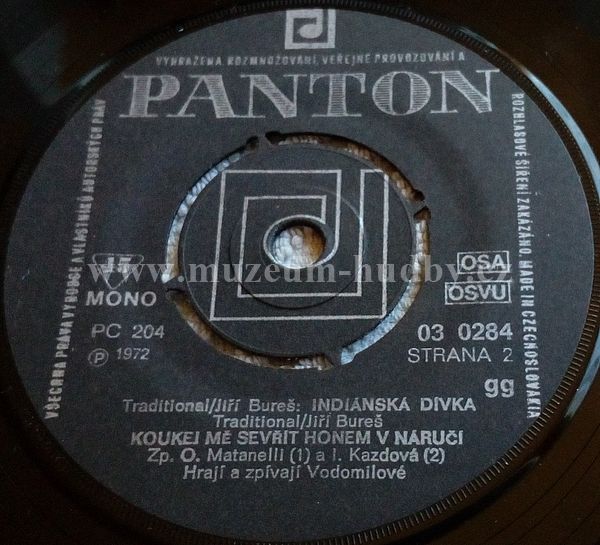 VYHRAŽENA ROZMNOŽOVÁNÍ, VEŘEJNÉ PROVOZOVÁNÍ A
PANTON
ROZHLASOVÉ ŠÍŘENÍ ZAKÁZÁNO. MADE IN CZECHOSLOVAKIA
VŠECHNA PRÁVA VÝROBCE A VLASTNÍKŮ AUTORSKÝCH PRÁV
www.muzeum-hudby.cz
MONO
OSA
OSVU
PC 204
03 0284
Ⓟ 1972
STRANA 2
gg
Traditional/Jiří Bureš: INDIÁNSKÁ DÍVKA
Traditional/Jiří Bureš
KOUKEJ MĚ SEVŘÍT HONEM V NÁRUČI
Zp. O. Matanelli (1) a I. Kazdová (2)
Hrají a zpívají Vodomilové